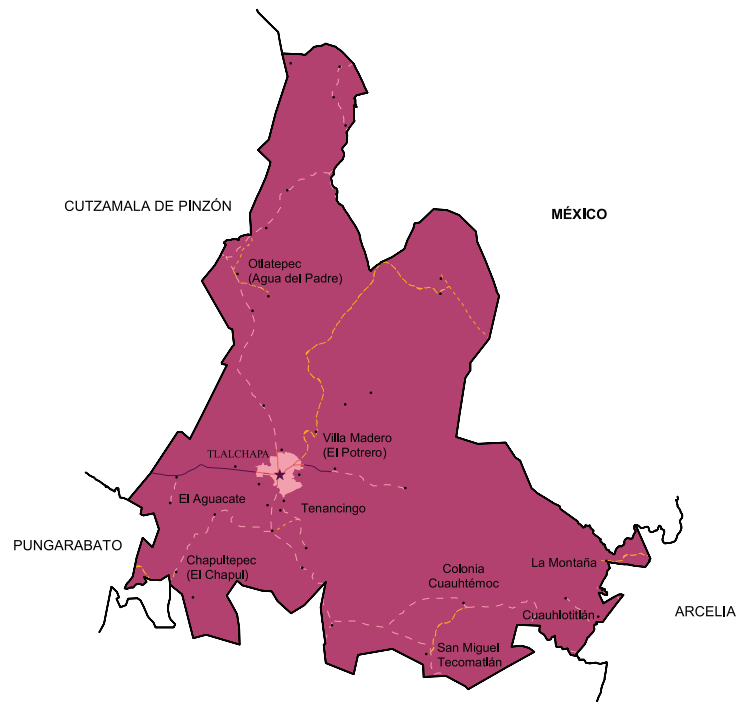 CUTZAMALA DE PINZÓN
MÉXICO
Otlatepec
(Agua del Padre)
Villa Madero
(El Potrero)
TLALCHAPA
El Aguacate
Tenancingo
PUNGARABATO
Chapultepec
(El Chapul)
Colonia
Cuauhtémoc
La Montaña
Cuauhlotitlán
ARCELIA
San Miguel
Tecomatlán